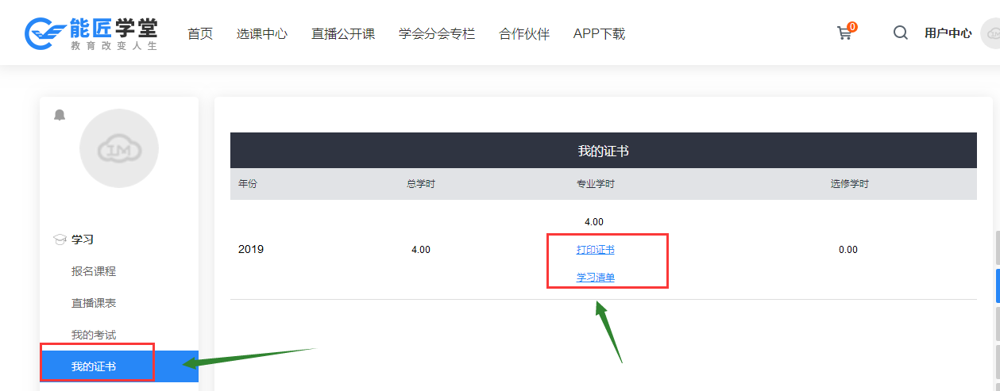 能匠学堂
教育改变人生
首页 选课中心 直播公开课 学会分会专栏 合作伙伴 APP下载 0 用户中心
IM
学习
报名课程
直播课表
我的考试
我的证书
我的证书
年份 总学时 专业学时 选修学时
4.00
2019 4.00 打印证书 0.00
学习清单